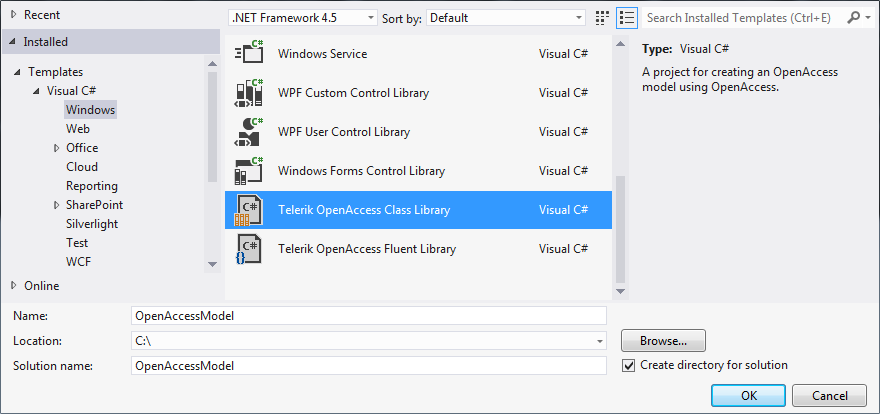 Recent
.NET Framework 4.5
Sort by: Default
Search Installed Templates (Ctrl+E)
Installed
Templates
Visual C#
Windows
Web
Office
Cloud
Reporting
SharePoint
Silverlight
Test
WCF
Online
C# Windows Service Visual C#
C# WPF Custom Control Library Visual C#
C# WPF User Control Library Visual C#
C# Windows Forms Control Library Visual C#
C# Telerik OpenAccess Class Library Visual C#
C# Telerik OpenAccess Fluent Library Visual C#
Type: Visual C#
A project for creating an OpenAccess
model using OpenAccess.
Name: OpenAccessModel
Location: C:\
Browse...
Solution name: OpenAccessModel
Create directory for solution
OK
Cancel